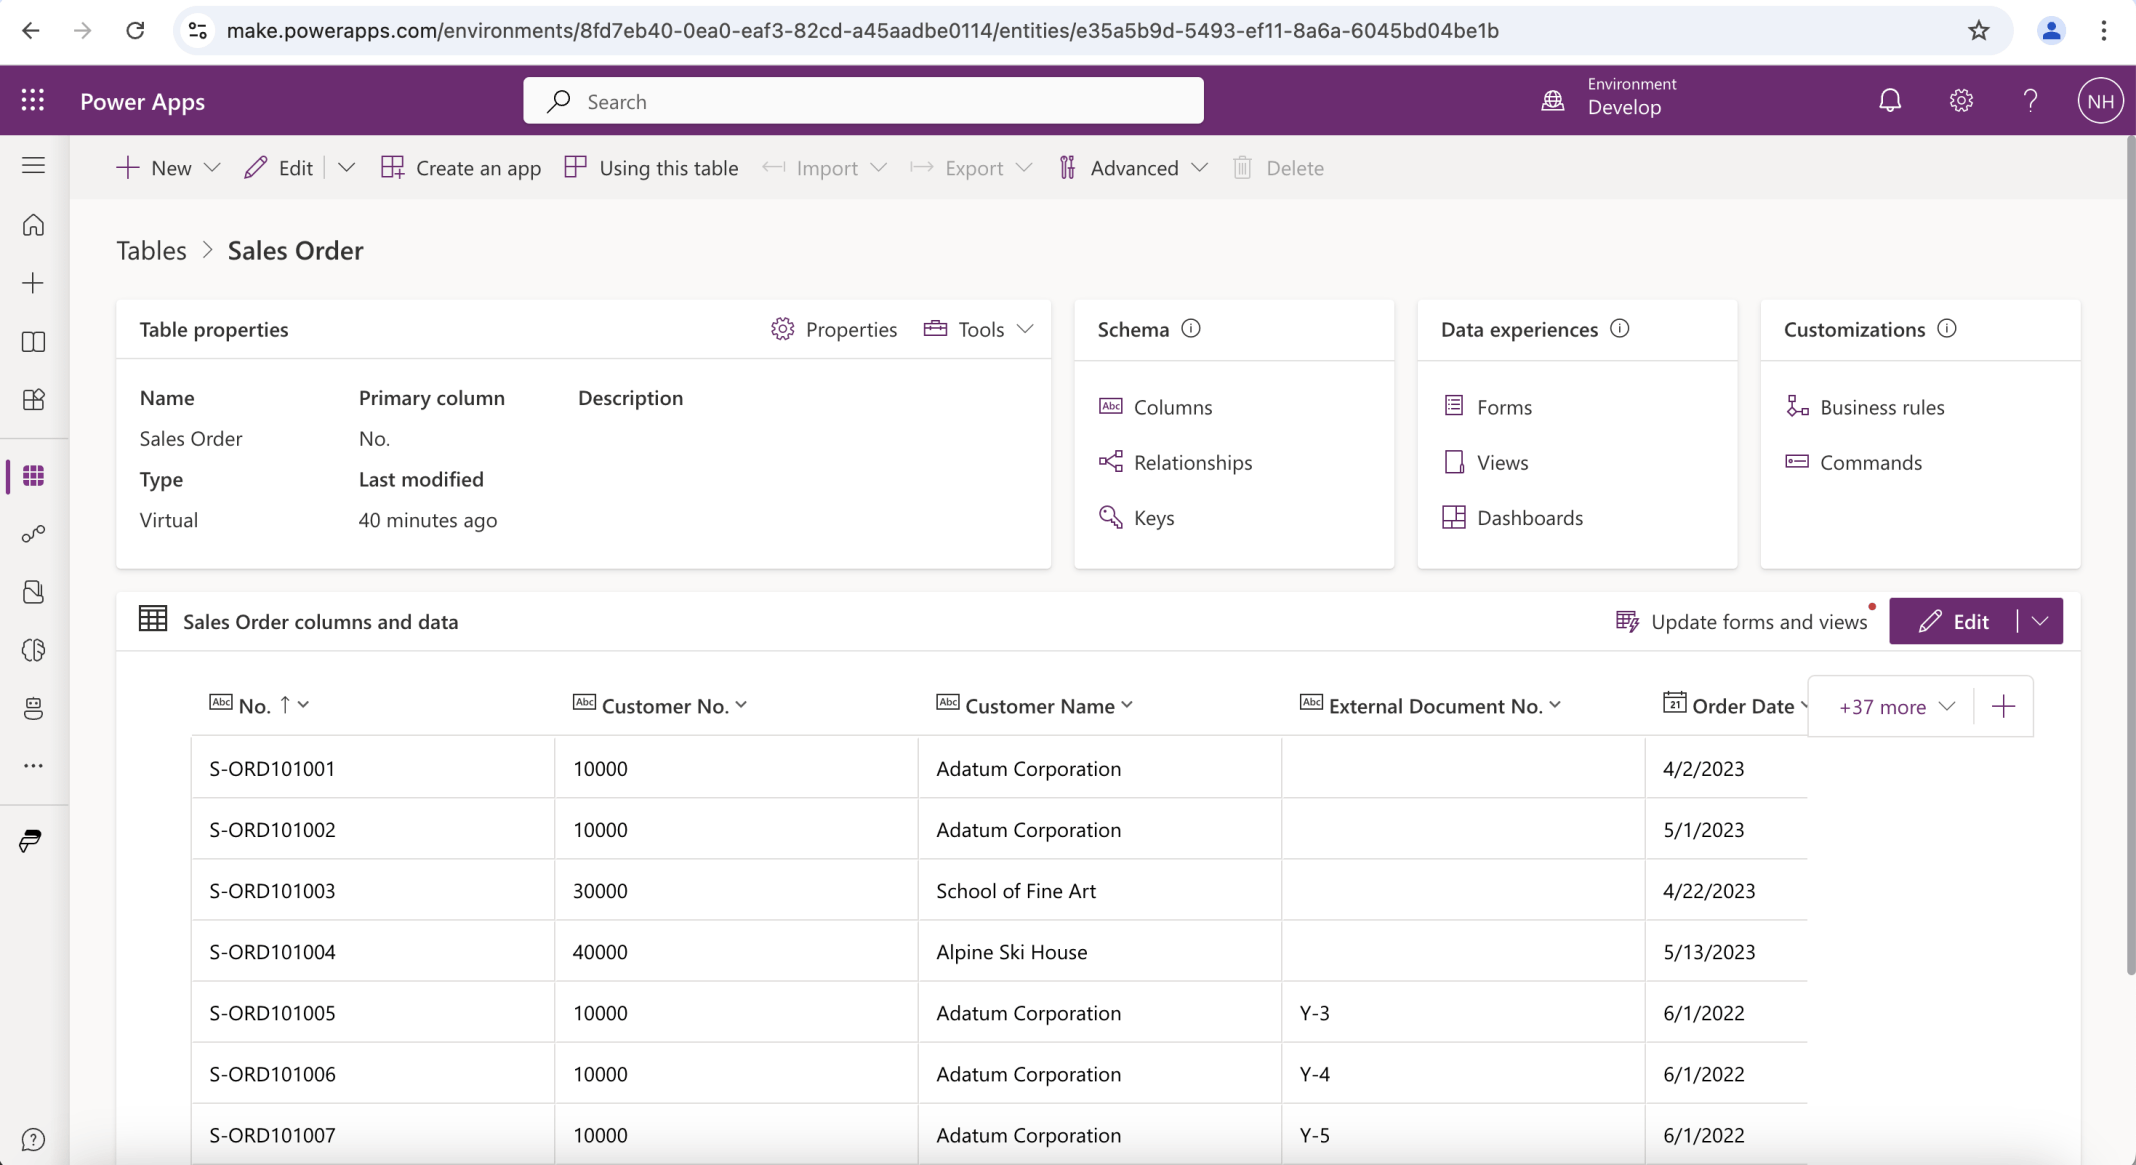 make.powerapps.com/environments/8fd7eb40-0ea0-eaf3-82cd-a45aadbe0114/entities/e35a5b9d-5493-ef11-8a6a-6045bd04be1b
Power Apps
Search
Environment
Develop
NH
New
Edit
Create an app
Using this table
Import
Export
Advanced
Delete
Tables > Sales Order
Table properties
Properties
Tools
Name
Primary column
Description
Sales Order
No.
Type
Last modified
Virtual
40 minutes ago
Schema
Columns
Relationships
Keys
Data experiences
Forms
Views
Dashboards
Customizations
Business rules
Commands
Sales Order columns and data
Update forms and views
Edit
Abc No. ↑
Abc Customer No.
Abc Customer Name
Abc External Document No.
21 Order Date
+37 more
S-ORD101001 10000 Adatum Corporation 4/2/2023
S-ORD101002 10000 Adatum Corporation 5/1/2023
S-ORD101003 30000 School of Fine Art 4/22/2023
S-ORD101004 40000 Alpine Ski House 5/13/2023
S-ORD101005 10000 Adatum Corporation Y-3 6/1/2022
S-ORD101006 10000 Adatum Corporation Y-4 6/1/2022
S-ORD101007 10000 Adatum Corporation Y-5 6/1/2022